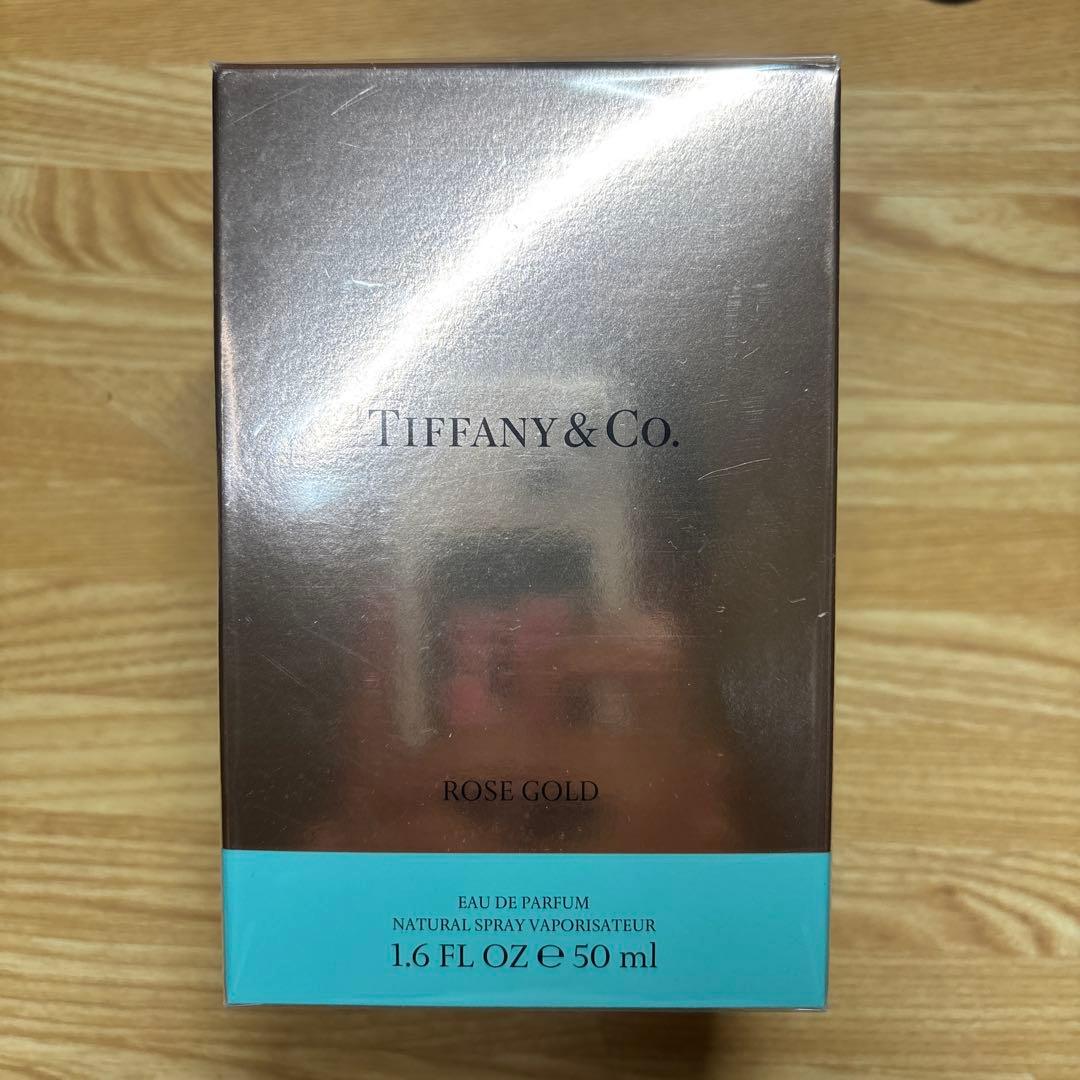 TIFFANY & CO.
ROSE GOLD
EAU DE PARFUM
NATURAL SPRAY VAPORISATEUR
1.6 FL OZ ℮ 50 ml